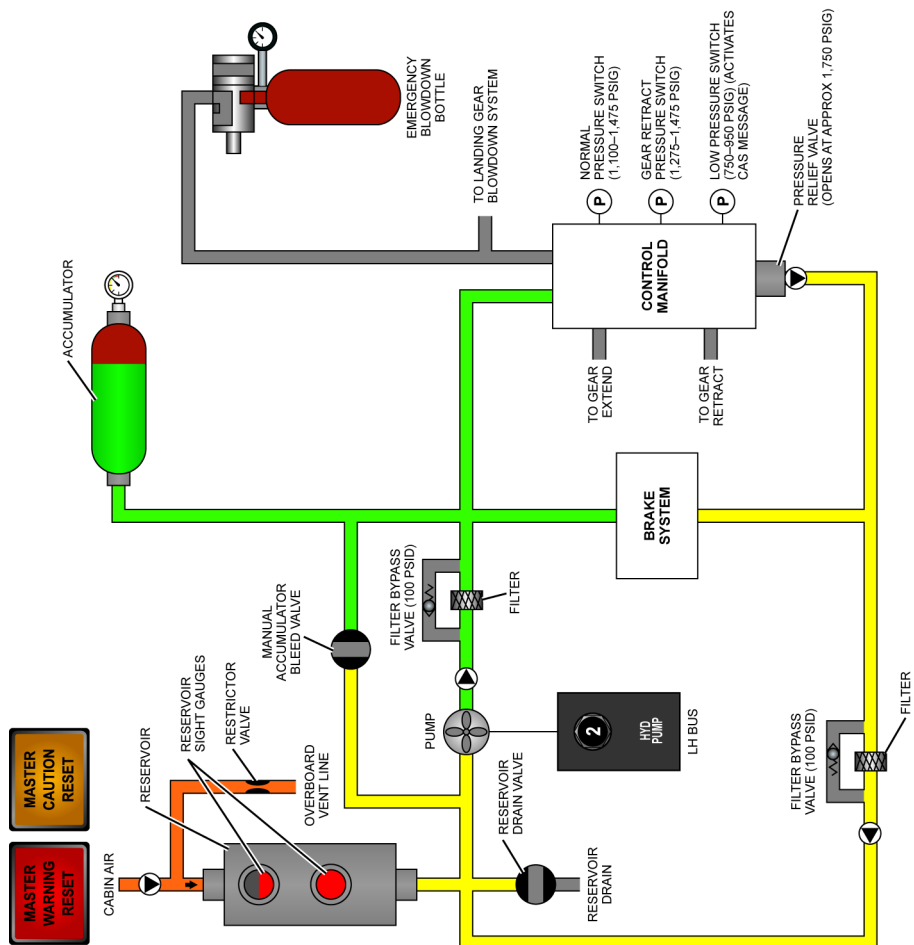 MASTER
WARNING
RESET
MASTER
CAUTION
RESET
CABIN AIR
RESERVOIR
RESERVOIR
SIGHT GAUGES
RESTRICTOR
VALVE
OVERBOARD
VENT LINE
RESERVOIR
DRAIN VALVE
RESERVOIR
DRAIN
ACCUMULATOR
MANUAL
ACCUMULATOR
BLEED VALVE
PUMP
2
HYD
PUMP
LH BUS
FILTER BYPASS
VALVE (100 PSID)
FILTER
BRAKE
SYSTEM
FILTER BYPASS
VALVE (100 PSID)
FILTER
EMERGENCY
BLOWDOWN
BOTTLE
TO LANDING GEAR
BLOWDOWN SYSTEM
TO GEAR
EXTEND
TO GEAR
RETRACT
CONTROL
MANIFOLD
P
NORMAL
PRESSURE SWITCH
(1,100–1,475 PSIG)
P
GEAR RETRACT
PRESSURE SWITCH
(1,275–1,475 PSIG)
P
LOW PRESSURE SWITCH
(750–950 PSIG) (ACTIVATES
CAS MESSAGE)
PRESSURE
RELIEF VALVE
(OPENS AT APPROX 1,750 PSIG)